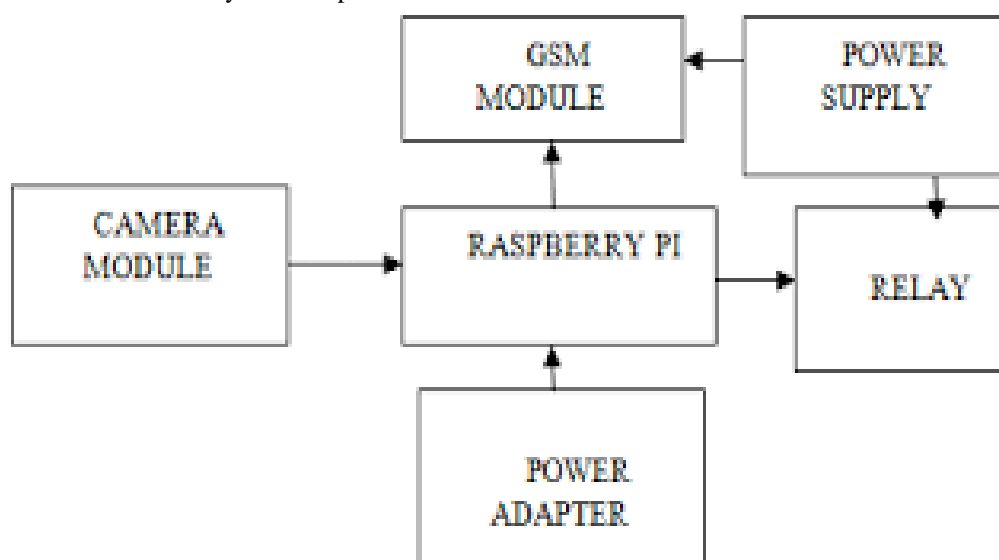 GSM
MODULE
POWER
SUPPLY
CAMERA
MODULE
RASPBERRY PI
RELAY
POWER
ADAPTER